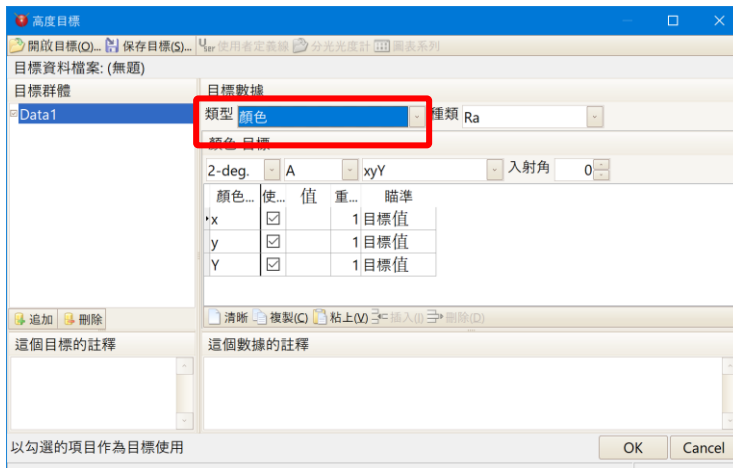 高度目標
開啟目標(O)... 保存目標(S)... User 使用者定義線 分光光度計 圖表系列
目標資料檔案: (無題)
目標群體
Data1
追加 刪除
目標數據
類型 顏色 種類 Ra
顏色 目標
2-deg. A xyY 入射角 0
顏色... 使... 值 重... 瞄準
x 1 目標值
y 1 目標值
Y 1 目標值
清晰 複製(C) 粘上(V) 插入(I) 刪除(D)
這個目標的註釋
這個數據的註釋
以勾選的項目作為目標使用
OK Cancel